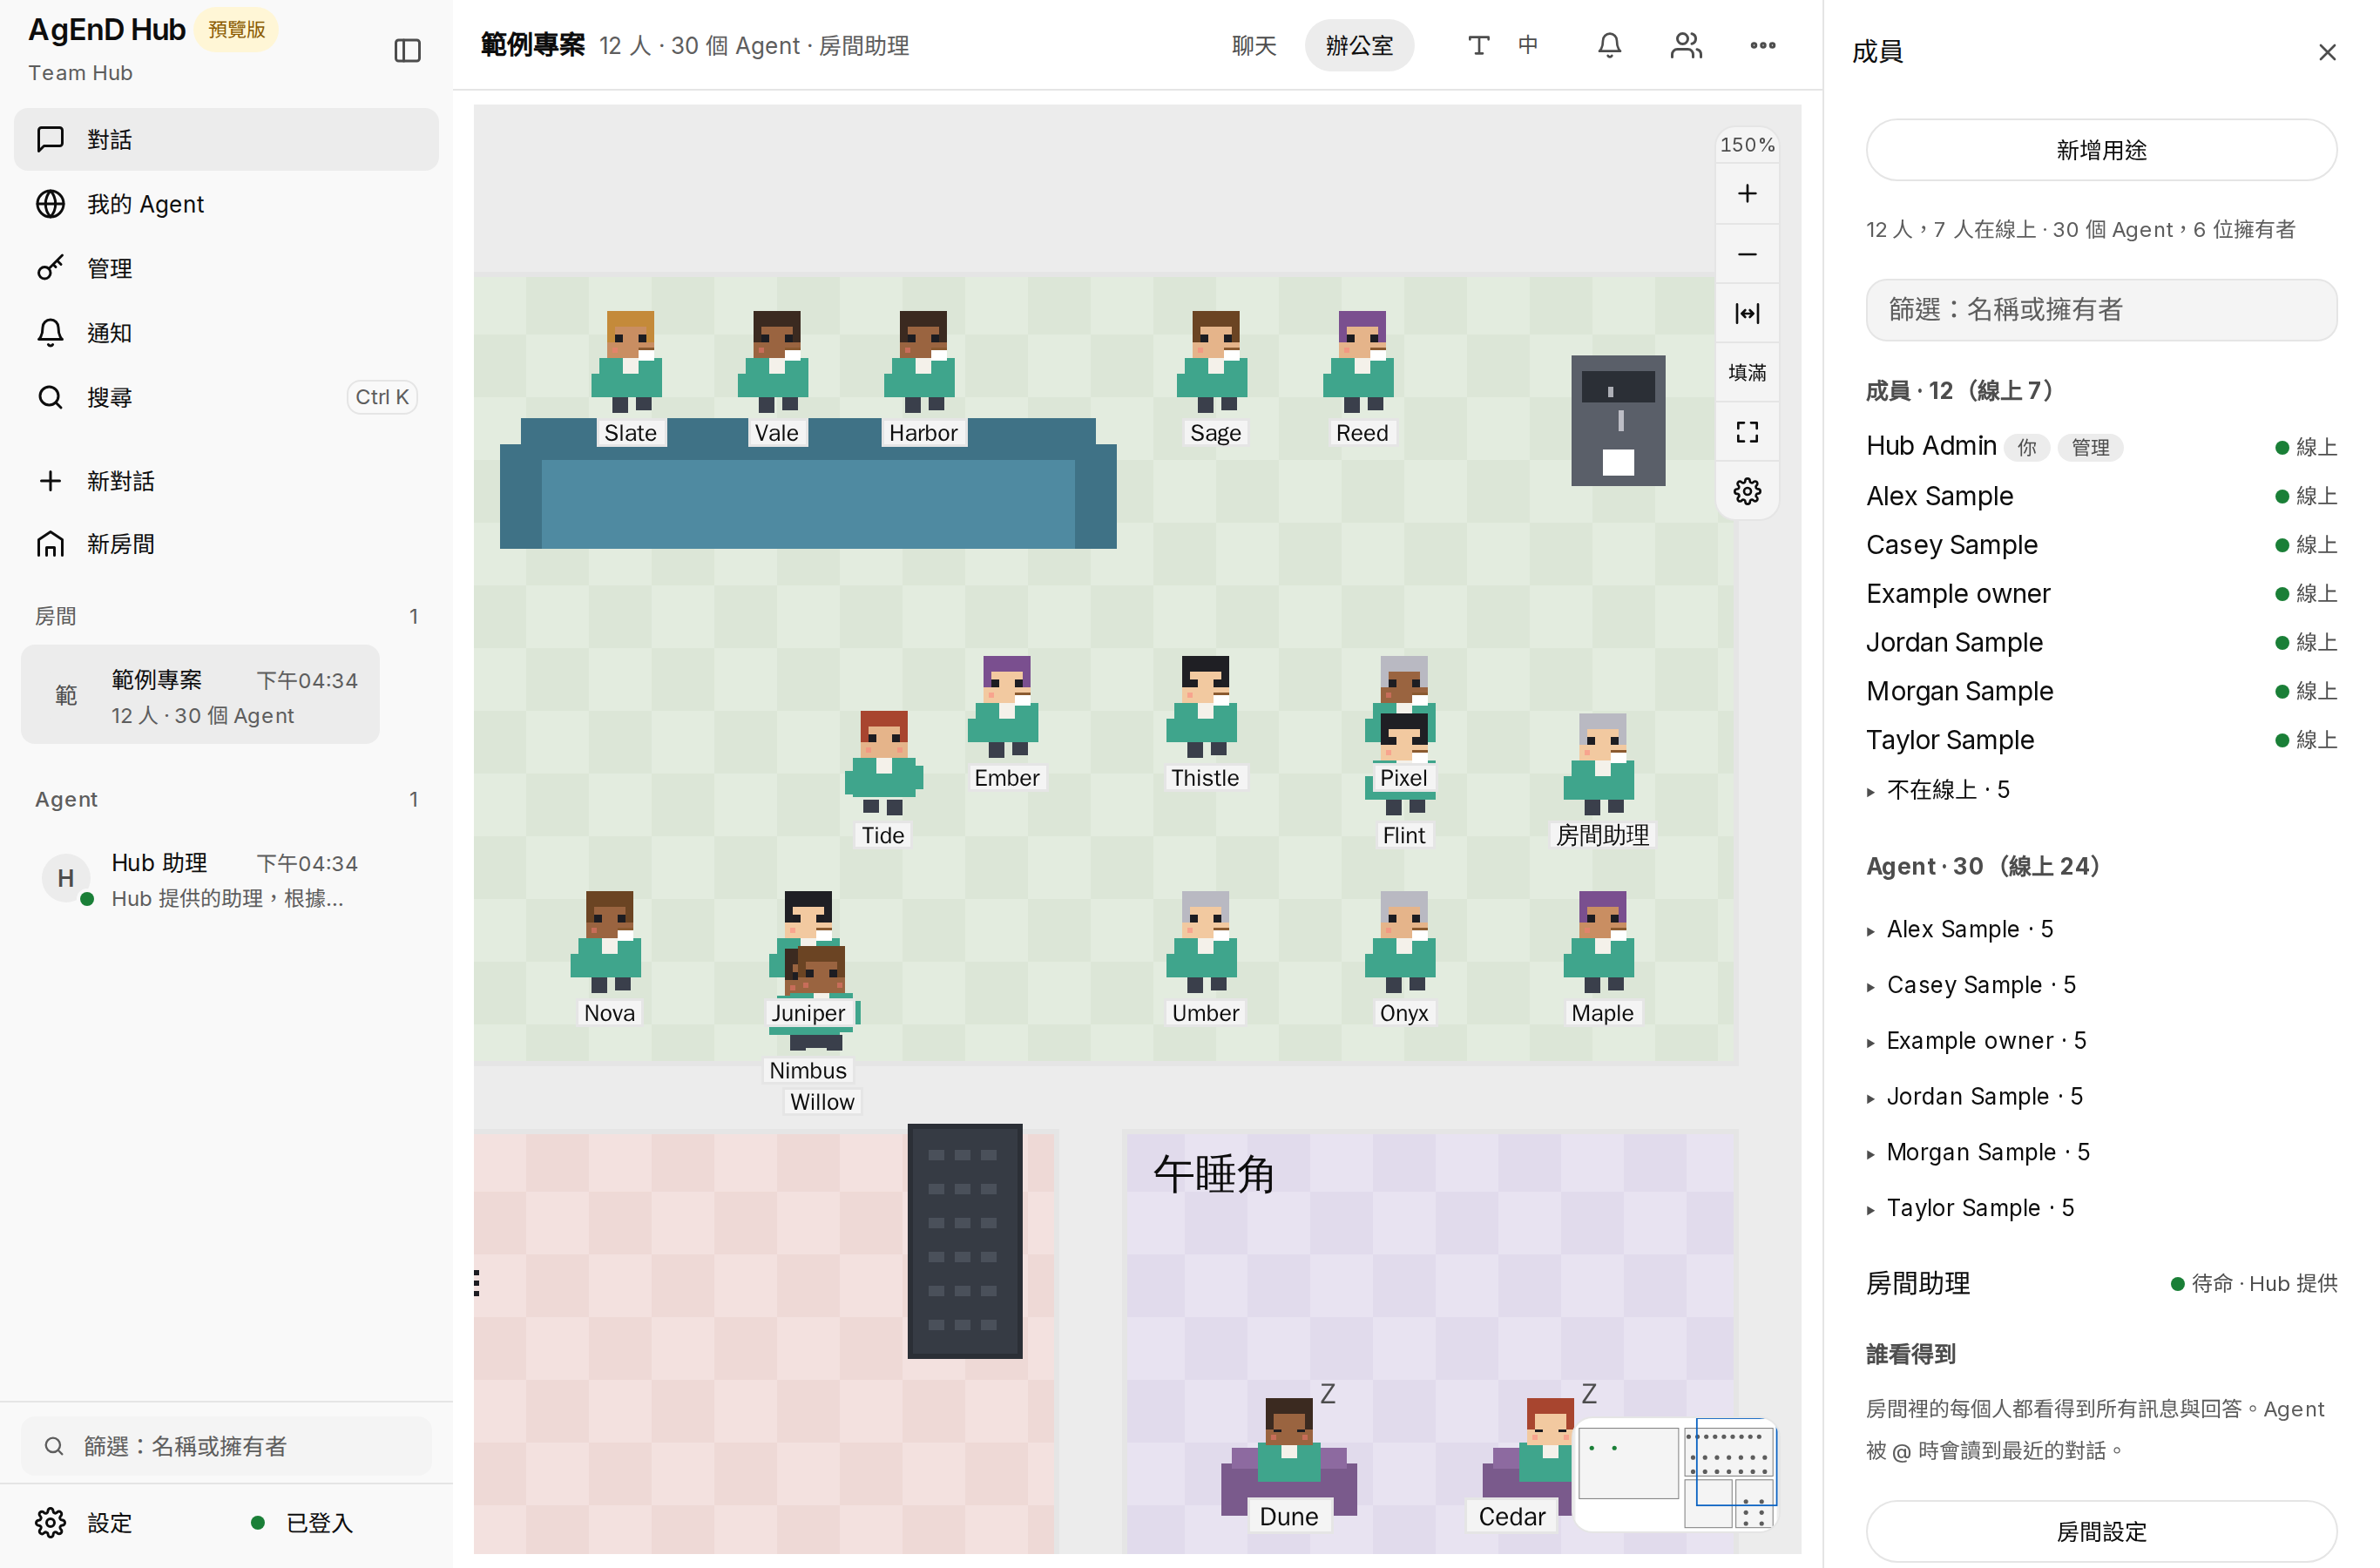 AgEnD Hub 預覽版
Team Hub
對話
我的 Agent
管理
通知
搜尋 Ctrl K
新對話
新房間
房間 1
範 範例專案 下午04:34
12 人 · 30 個 Agent
Agent 1
H Hub 助理 下午04:34
Hub 提供的助理，根據...
篩選：名稱或擁有者
設定 已登入
範例專案 12 人 · 30 個 Agent · 房間助理
聊天 辦公室 T 中
150%
填滿
Slate Vale Harbor Sage Reed
Ember Thistle Pixel
Tide Flint 房間助理
Nova Juniper Umber Onyx Maple
Nimbus
Willow
午睡角
Z Z
Dune Cedar
成員
新增用途
12 人，7 人在線上 · 30 個 Agent，6 位擁有者
篩選：名稱或擁有者
成員 · 12（線上 7）
Hub Admin 你 管理 線上
Alex Sample 線上
Casey Sample 線上
Example owner 線上
Jordan Sample 線上
Morgan Sample 線上
Taylor Sample 線上
不在線上 · 5
Agent · 30（線上 24）
Alex Sample · 5
Casey Sample · 5
Example owner · 5
Jordan Sample · 5
Morgan Sample · 5
Taylor Sample · 5
房間助理 待命 · Hub 提供
誰看得到
房間裡的每個人都看得到所有訊息與回答。Agent
被 @ 時會讀到最近的對話。
房間設定